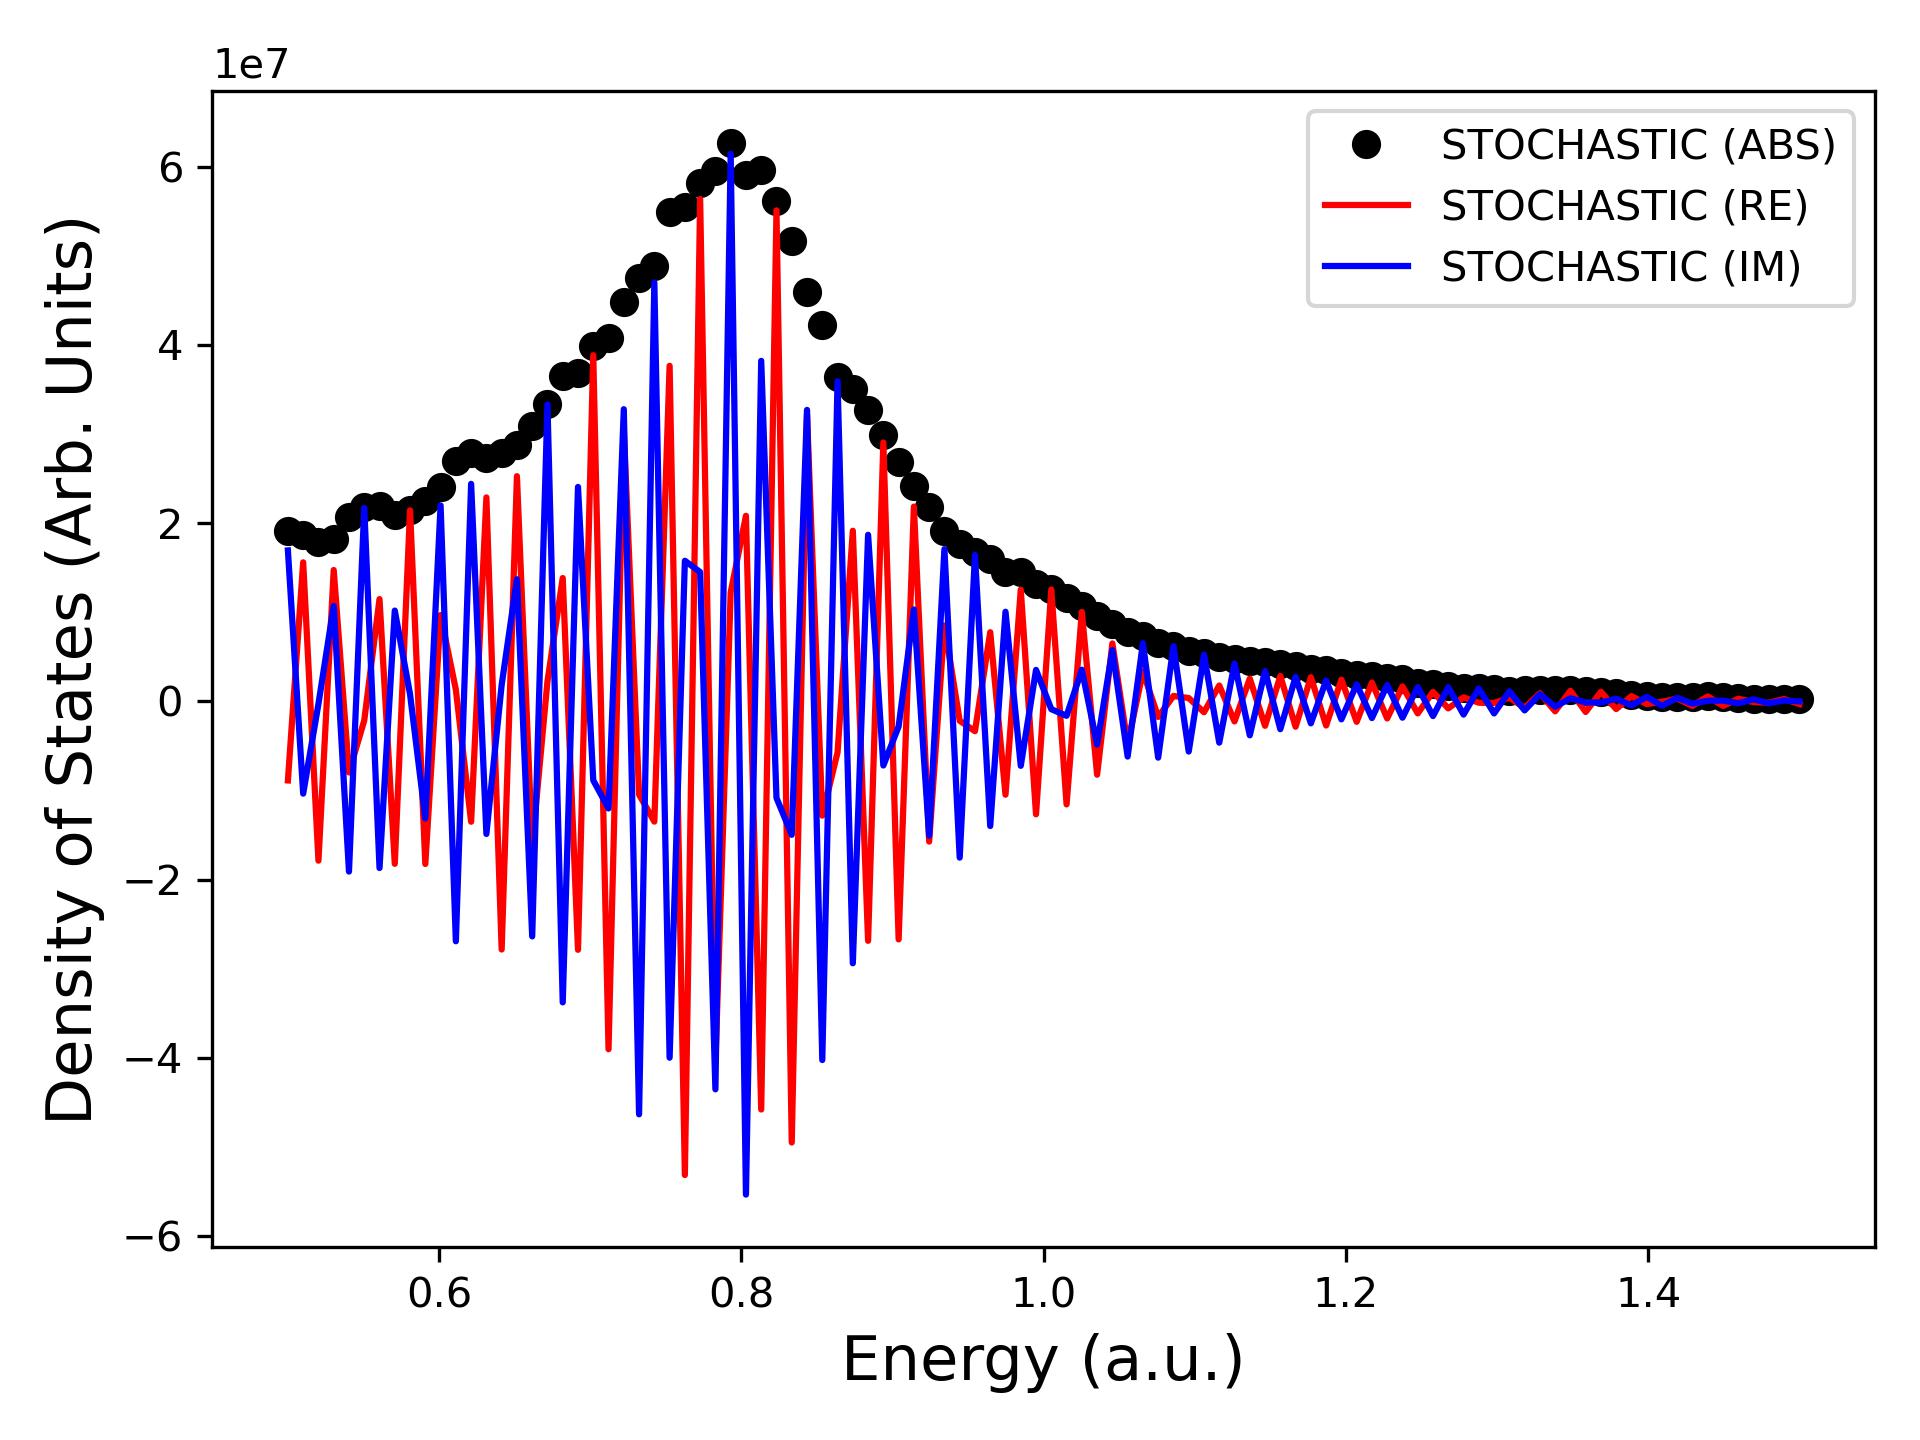 1e7
STOCHASTIC (ABS)
STOCHASTIC (RE)
STOCHASTIC (IM)
6
4
2
0
−2
−4
−6
Density of States (Arb. Units)
0.6 0.8 1.0 1.2 1.4
Energy (a.u.)